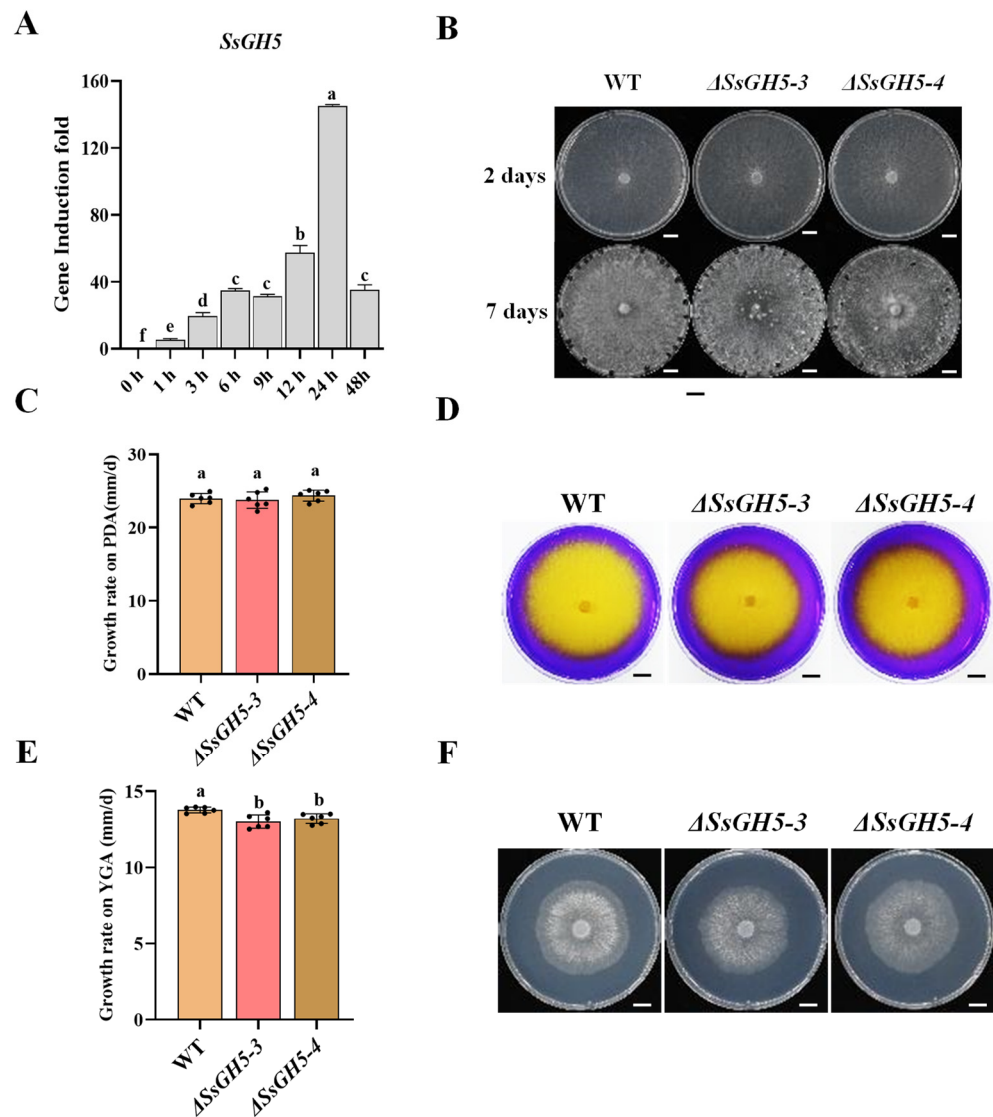 A
SsGH5
Gene Induction fold
160
120
80
40
0
f
e
d
c
c
b
a
c
0 h
1 h
3 h
6 h
9h
12 h
24 h
48h
B
WT
ΔSsGH5-3
ΔSsGH5-4
2 days
7 days
C
Growth rate on PDA(mm/d)
30
20
10
0
a
a
a
WT
ΔSsGH5-3
ΔSsGH5-4
D
WT
ΔSsGH5-3
ΔSsGH5-4
E
Growth rate on YGA (mm/d)
15
10
5
0
a
b
b
WT
ΔSsGH5-3
ΔSsGH5-4
F
WT
ΔSsGH5-3
ΔSsGH5-4